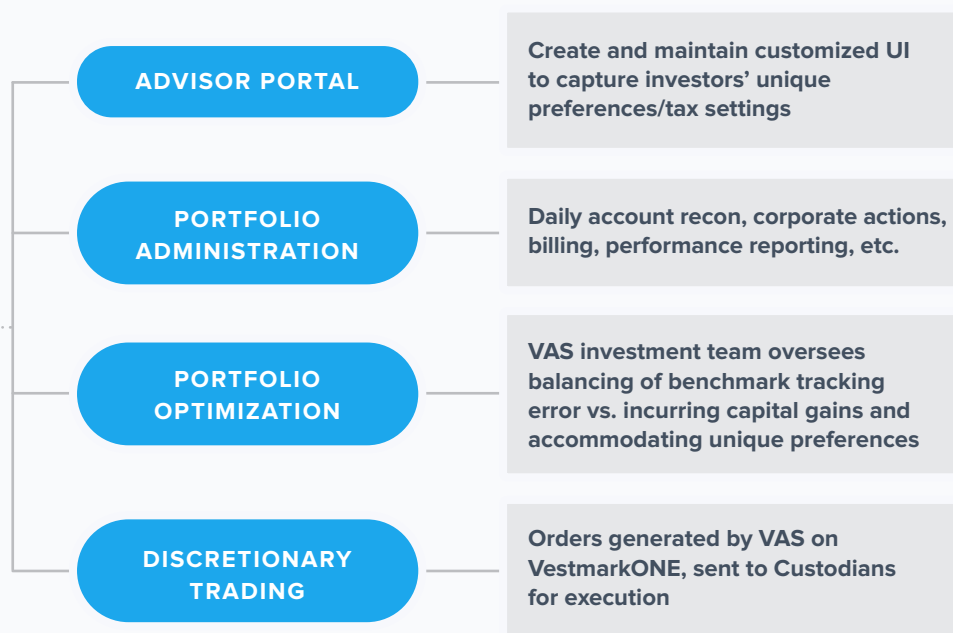 ADVISOR PORTAL
Create and maintain customized UI
to capture investors’ unique
preferences/tax settings
PORTFOLIO
ADMINISTRATION
Daily account recon, corporate actions,
billing, performance reporting, etc.
PORTFOLIO
OPTIMIZATION
VAS investment team oversees
balancing of benchmark tracking
error vs. incurring capital gains and
accommodating unique preferences
DISCRETIONARY
TRADING
Orders generated by VAS on
VestmarkONE, sent to Custodians
for execution